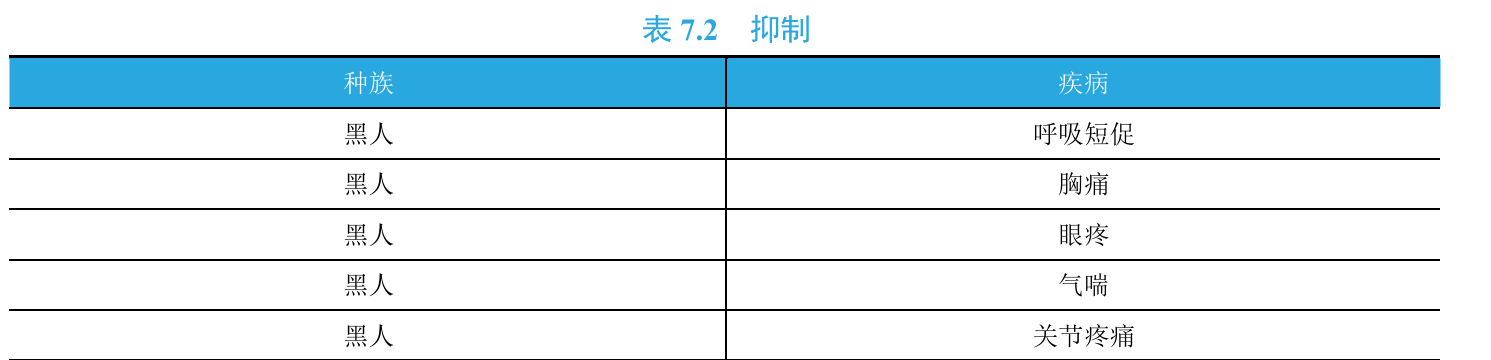 表 7.2 抑制
种族 疾病
黑人 呼吸短促
黑人 胸痛
黑人 眼疼
黑人 气喘
黑人 关节疼痛